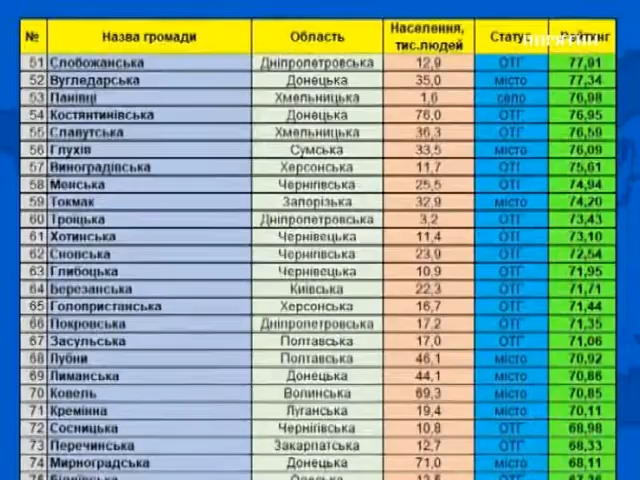 № Назва громади Область Населення, тис.людей Статус Рейтинг
51 Слобожанська Дніпропетровська 12,9 ОТГ 77,91
52 Вугледарська Донецька 35,0 місто 77,34
53 Панівці Хмельницька 1,6 село 76,98
54 Костянтинівська Донецька 76,0 ОТГ 76,95
55 Славутська Хмельницька 36,3 ОТГ 76,59
56 Глухів Сумська 33,5 місто 76,09
57 Виноградівська Херсонська 11,7 ОТГ 75,61
58 Менська Чернігівська 25,5 ОТГ 74,94
59 Токмак Запорізька 32,9 місто 74,20
60 Троїцька Дніпропетровська 3,2 ОТГ 73,43
61 Хотинська Чернівецька 11,4 ОТГ 73,10
62 Сновська Чернігівська 23,9 ОТГ 72,54
63 Глибоцька Чернівецька 10,9 ОТГ 71,95
64 Березанська Київська 22,3 ОТГ 71,71
65 Голопристанська Херсонська 16,7 ОТГ 71,44
66 Покровська Дніпропетровська 17,2 ОТГ 71,35
67 Засульська Полтавська 17,0 ОТГ 71,06
68 Лубни Полтавська 46,1 місто 70,92
69 Лиманська Донецька 44,1 місто 70,86
70 Ковель Волинська 69,3 місто 70,85
71 Кремінна Луганська 19,4 місто 70,11
72 Сосницька Чернігівська 10,8 ОТГ 68,98
73 Перечинська Закарпатська 12,7 ОТГ 68,33
74 Мирноградська Донецька 71,0 місто 68,11